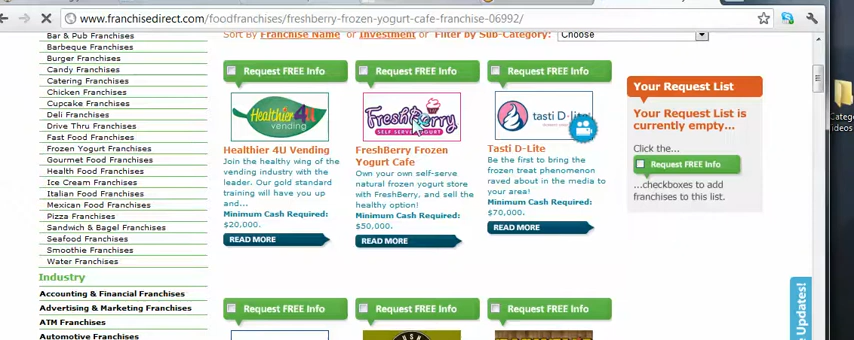 www.franchisedirect.com/foodfranchises/freshberry-frozen-yogurt-cafe-franchise-06992/
Bar & Pub Franchises
Barbeque Franchises
Burger Franchises
Candy Franchises
Catering Franchises
Chicken Franchises
Cupcake Franchises
Deli Franchises
Drive Thru Franchises
Fast Food Franchises
Frozen Yogurt Franchises
Gourmet Food Franchises
Health Food Franchises
Ice Cream Franchises
Italian Food Franchises
Mexican Food Franchises
Pizza Franchises
Sandwich & Bagel Franchises
Seafood Franchises
Smoothie Franchises
Water Franchises
Industry
Accounting & Financial Franchises
Advertising & Marketing Franchises
ATM Franchises
Automotive Franchises
Sort By Franchise Name or Investment or Filter by Sub-Category: Choose
Request FREE Info
Healthier 4U
vending
Healthier 4U Vending
Join the healthy wing of the
vending industry with the
leader. Our gold standard
training will have you up
and...
Minimum Cash Required:
$20,000.
READ MORE
Request FREE Info
FreshBerry
SELF SERVE YOGURT
FreshBerry Frozen
Yogurt Cafe
Own your own self-serve
natural frozen yogurt store
with FreshBerry, and sell the
healthy option!
Minimum Cash Required:
$50,000.
READ MORE
Request FREE Info
tasti D·lite
Tasti D-Lite
Be the first to bring the
frozen treat phenomenon
raved about in the media to
your area!
Minimum Cash Required:
$70,000.
READ MORE
Request FREE Info
Request FREE Info
Request FREE Info
Your Request List
Your Request List is
currently empy...
Click the...
Request FREE Info
...checkboxes to add
franchises to this list.
Updates!